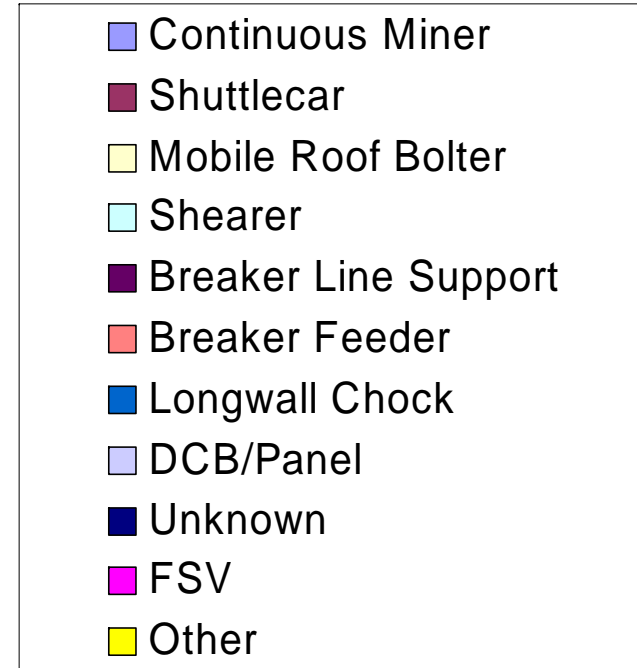 Continuous Miner
Shuttlecar
Mobile Roof Bolter
Shearer
Breaker Line Support
Breaker Feeder
Longwall Chock
DCB/Panel
Unknown
FSV
Other